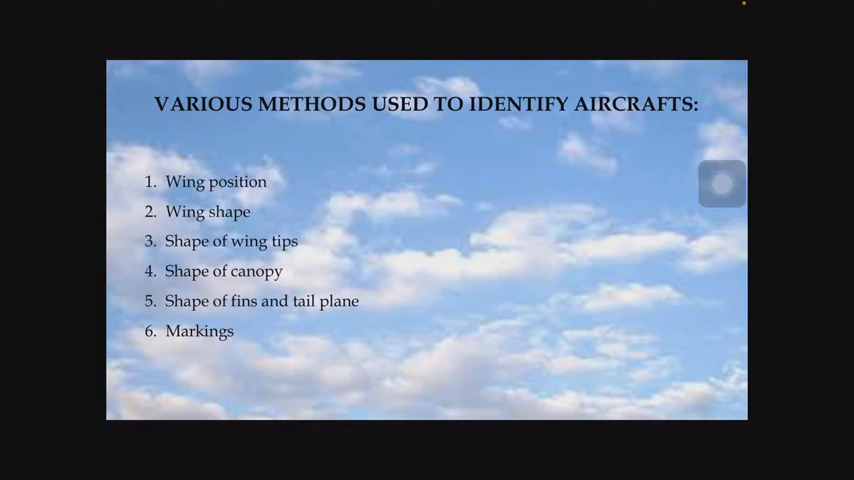 VARIOUS METHODS USED TO IDENTIFY AIRCRAFTS:
1. Wing position
2. Wing shape
3. Shape of wing tips
4. Shape of canopy
5. Shape of fins and tail plane
6. Markings